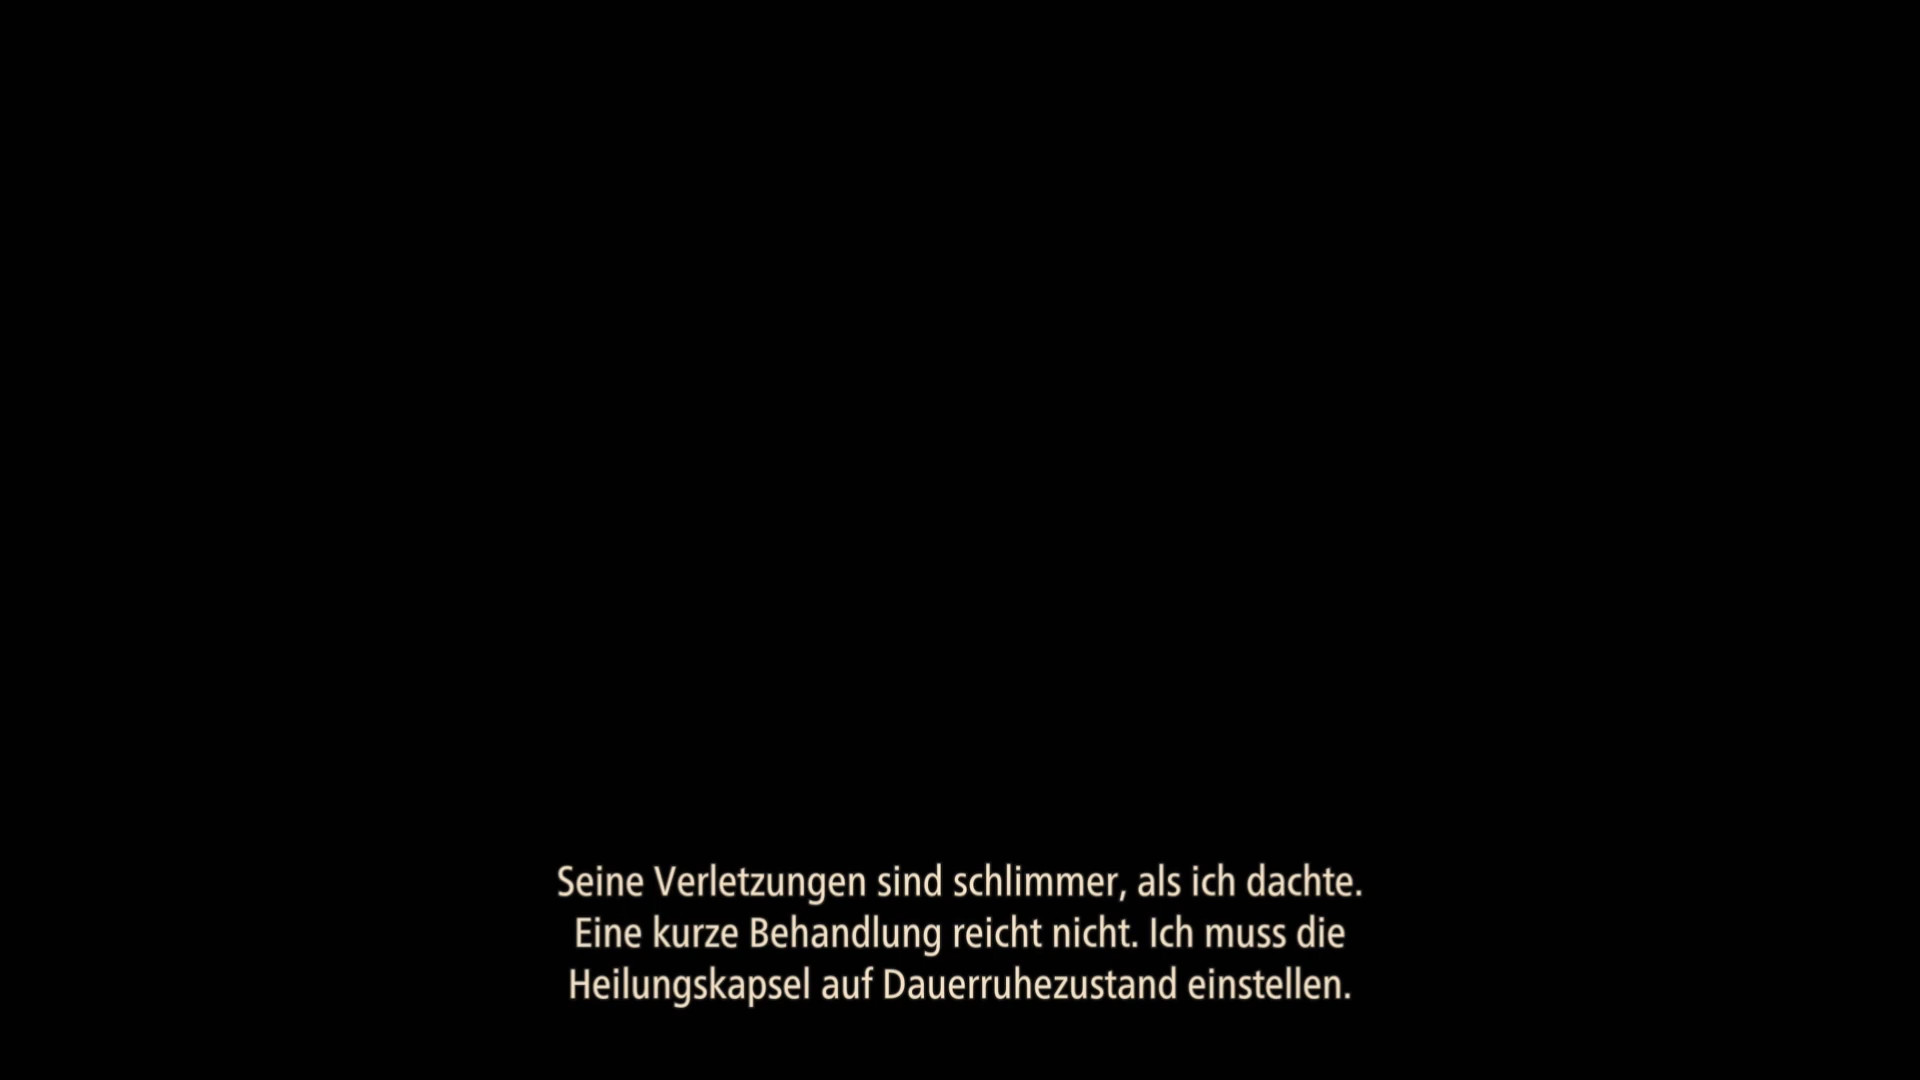 Seine Verletzungen sind schlimmer, als ich dachte.
Eine kurze Behandlung reicht nicht. Ich muss die
Heilungskapsel auf Dauerruhezustand einstellen.